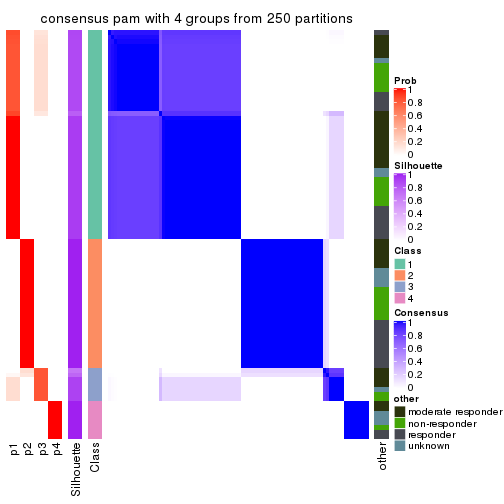 consensus pam with 4 groups from 250 partitions
Prob
1
0.8
0.6
0.4
0.2
0
Silhouette
1
0.8
0.6
0.4
0.2
0
Class
1
2
3
4
Consensus
1
0.8
0.6
0.4
0.2
0
other
moderate responder
non-responder
responder
unknown
p1
p2
p3
p4
Silhouette
Class
other